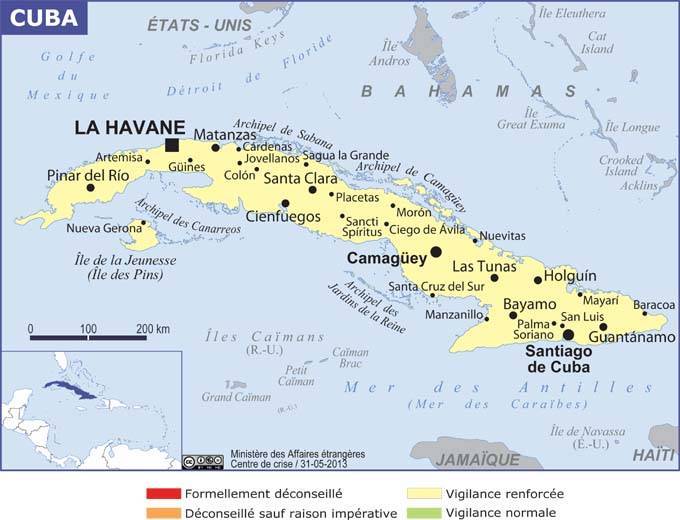 CUBA
ÉTATS - UNIS
Florida Keys
Golfe
du
Mexique
Détroit de Floride
Île
Andros
Île Eleuthera
Cat
Island
BAHAMAS
Île
Great Exuma
Île Longue
Crooked
Island
Acklins
LA HAVANE
Matanzas
Archipel de Sabana
Cárdenas
Artemisa
Güines
Jovellanos
Sagua la Grande
Archipel de Camagüey
Colón
Pinar del Río
Santa Clara
Placetas
Cienfuegos
Morón
Sancti
Spíritus
Ciego de Ávila
Nuevitas
Archipel des Canarreos
Nueva Gerona
Île de la Jeunesse
(Île des Pins)
Camagüey
Las Tunas
Holguín
Archipel des
Jardins de la Reine
Santa Cruz del Sur
Mayarí
Baracoa
Manzanillo
Bayamo
Palma
Soriano
San Luis
Guantánamo
Santiago
de Cuba
0 100 200 km
Îles Caïmans
(R.-U.)
Caïman
Brac
Petit
Caïman
Grand Caïman
(R.-U.)
Mer des Antilles
(Mer des Caraïbes)
Île de Navassa
(É.-U.)
JAMAÏQUE
HAÏTI
Ministère des Affaires étrangères
Centre de crise / 31-05-2013
Formellement déconseillé
Vigilance renforcée
Déconseillé sauf raison impérative
Vigilance normale